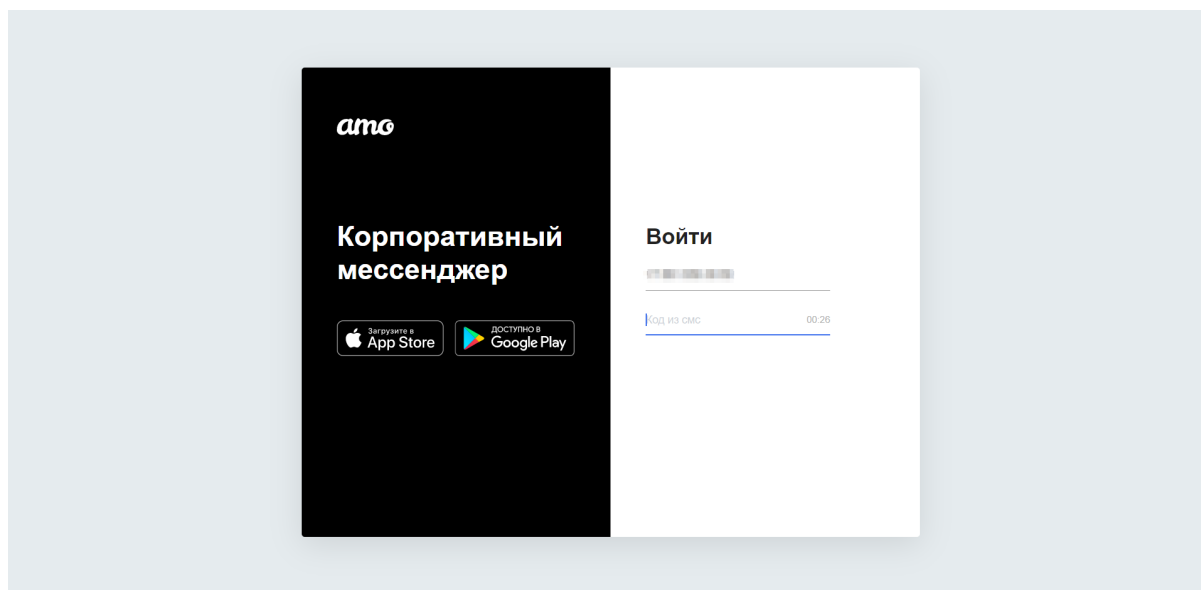 amo
Корпоративный
мессенджер
Загрузите в
App Store
ДОСТУПНО В
Google Play
Войти
Код из смс
00:26